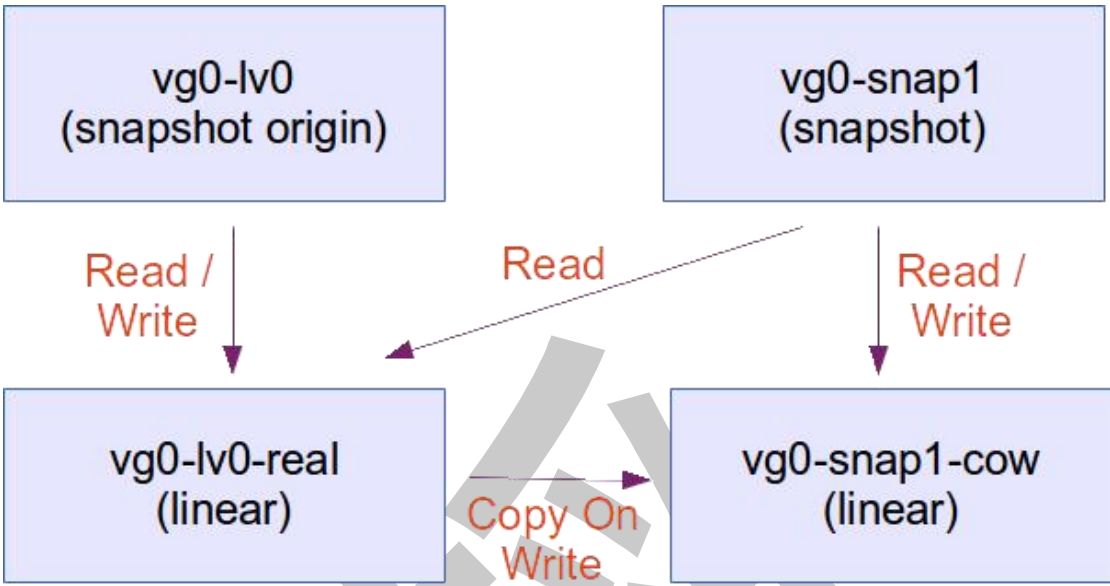 vg0-lv0
(snapshot origin)
vg0-snap1
(snapshot)
Read /
Write
Read
Read /
Write
vg0-lv0-real
(linear)
Copy On
Write
vg0-snap1-cow
(linear)